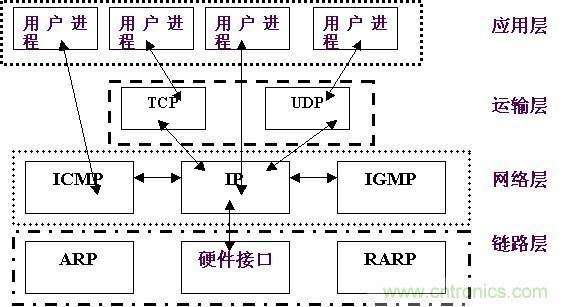 用 户 进
程
用 户 进
程
用 户 进
程
用 户 进
程
应用层
TCP
UDP
运输层
ICMP
IP
IGMP
网络层
ARP
硬件接口
RARP
链路层
www.cntronics.com